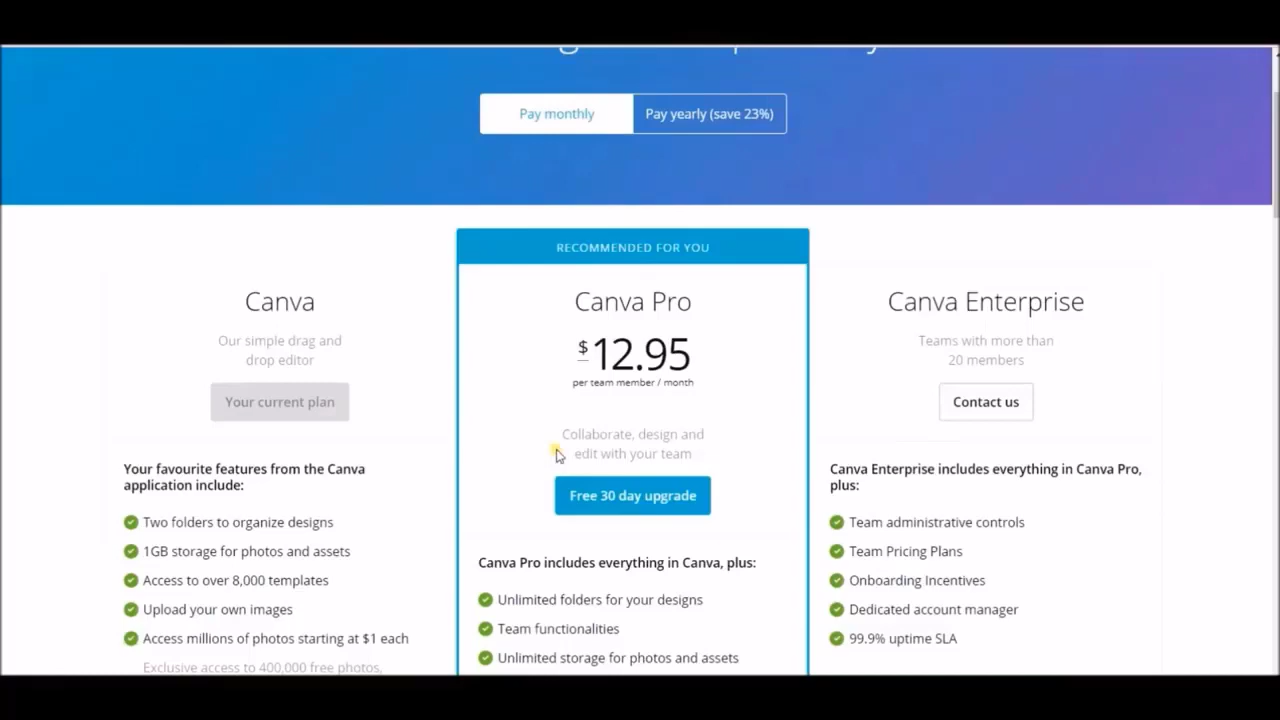 Pay monthly
Pay yearly (save 23%)
RECOMMENDED FOR YOU
Canva
Our simple drag and
drop editor
Your current plan
Your favourite features from the Canva
application include:
Two folders to organize designs
1GB storage for photos and assets
Access to over 8,000 templates
Upload your own images
Access millions of photos starting at $1 each
Exclusive access to 400,000 free photos,
Canva Pro
$12.95
per team member / month
Collaborate, design and
edit with your team
Free 30 day upgrade
Canva Pro includes everything in Canva, plus:
Unlimited folders for your designs
Team functionalities
Unlimited storage for photos and assets
Canva Enterprise
Teams with more than
20 members
Contact us
Canva Enterprise includes everything in Canva Pro,
plus:
Team administrative controls
Team Pricing Plans
Onboarding Incentives
Dedicated account manager
99.9% uptime SLA